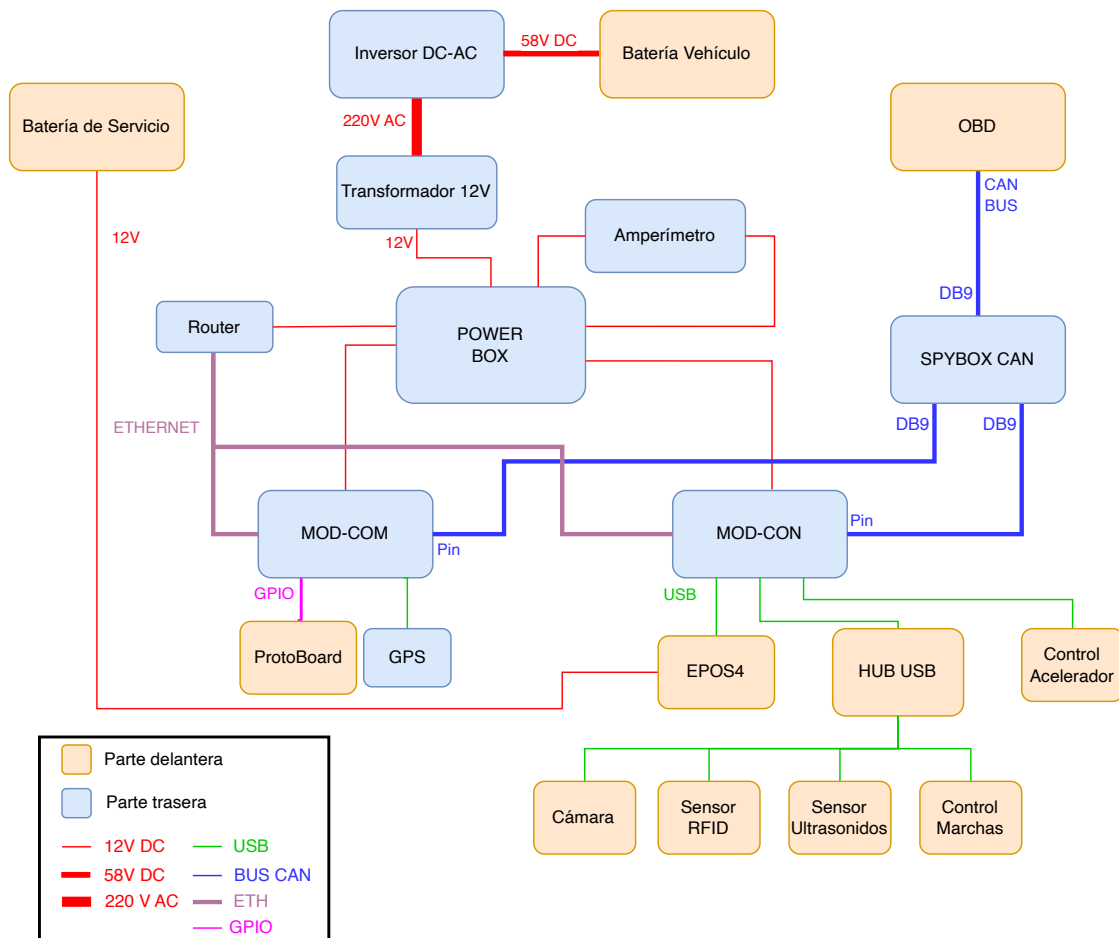 Inversor DC-AC
58V DC
Batería Vehículo
Batería de Servicio
220V AC
OBD
Transformador 12V
CAN
BUS
12V
12V
Amperímetro
DB9
Router
POWER
BOX
SPYBOX CAN
ETHERNET
DB9
DB9
MOD-COM
Pin
MOD-CON
Pin
GPIO
USB
ProtoBoard
GPS
EPOS4
HUB USB
Control
Acelerador
Cámara
Sensor
RFID
Sensor
Ultrasonidos
Control
Marchas
Parte delantera
Parte trasera
12V DC
USB
58V DC
BUS CAN
220 V AC
ETH
GPIO